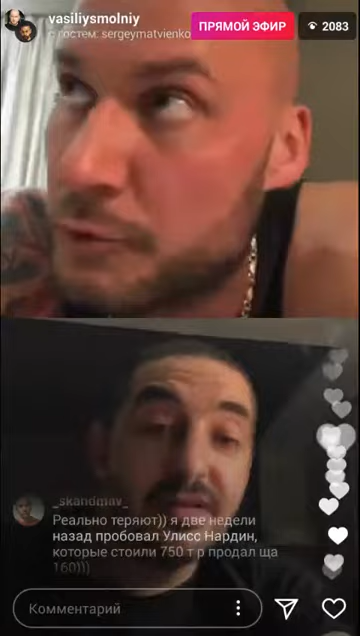 vasiliysmolniy
с гостем: sergeymatvienko
ПРЯМОЙ ЭФИР
2083
_skandmav_
Реально теряют)) я две недели
назад пробовал Улисс Нардин,
которые стоили 750 т р продал ща
160)))
Комментарий